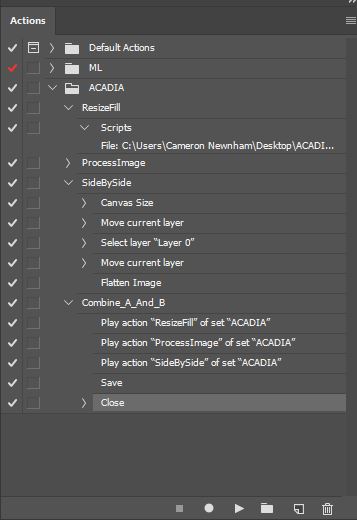 Actions
Default Actions
ML
ACADIA
ResizeFill
Scripts
File: C:\Users\Cameron Newnham\Desktop\ACADI...
ProcessImage
SideBySide
Canvas Size
Move current layer
Select layer “Layer 0”
Move current layer
Flatten Image
Combine_A_And_B
Play action “ResizeFill” of set “ACADIA”
Play action “ProcessImage” of set “ACADIA”
Play action “SideBySide” of set “ACADIA”
Save
Close